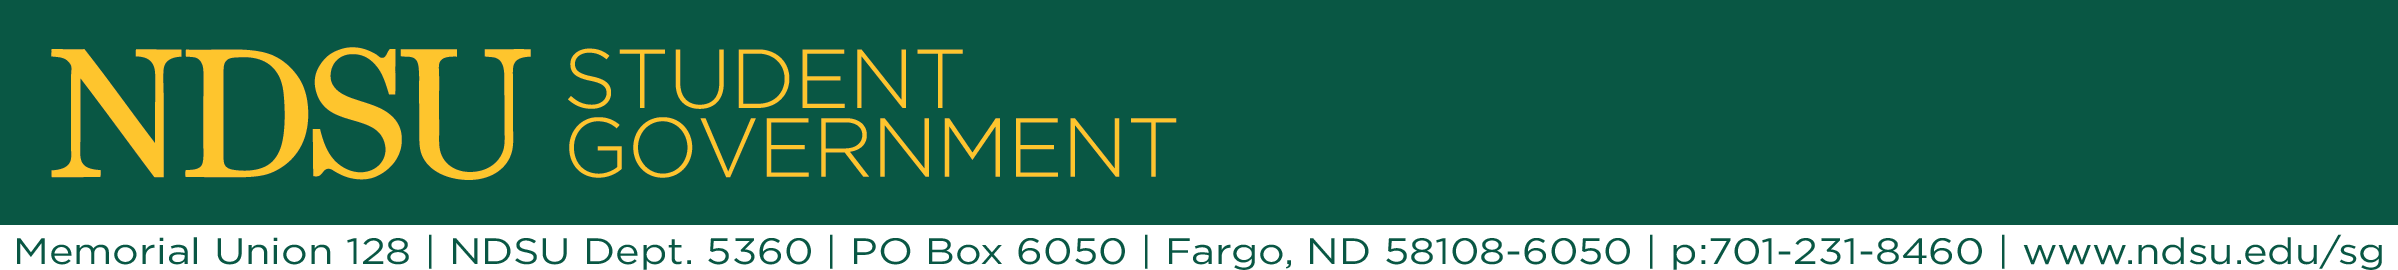 NDSU STUDENT
GOVERNMENT
Memorial Union 128 | NDSU Dept. 5360 | PO Box 6050 | Fargo, ND 58108-6050 | p:701-231-8460 | www.ndsu.edu/sg